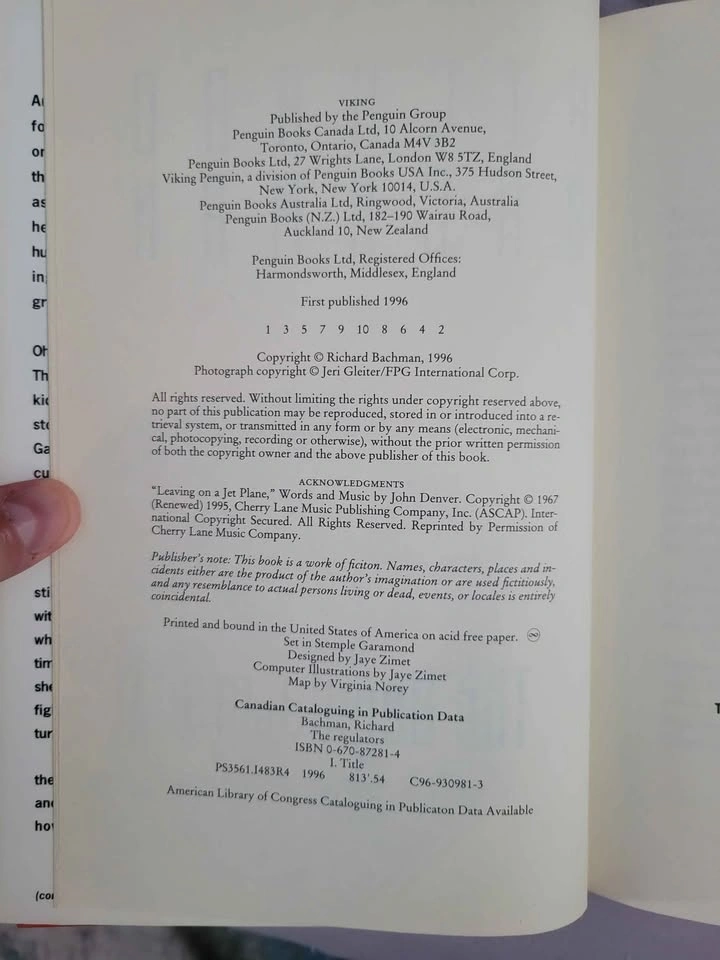 VIKING
Published by the Penguin Group
Penguin Books Canada Ltd, 10 Alcorn Avenue,
Toronto, Ontario, Canada M4V 3B2
Penguin Books Ltd, 27 Wrights Lane, London W8 5TZ, England
Viking Penguin, a division of Penguin Books USA Inc., 375 Hudson Street,
New York, New York 10014, U.S.A.
Penguin Books Australia Ltd, Ringwood, Victoria, Australia
Penguin Books (N.Z.) Ltd, 182–190 Wairau Road,
Auckland 10, New Zealand
Penguin Books Ltd, Registered Offices:
Harmondsworth, Middlesex, England
First published 1996
1 3 5 7 9 10 8 6 4 2
Copyright © Richard Bachman, 1996
Photograph copyright © Jeri Gleiter/FPG International Corp.
All rights reserved. Without limiting the rights under copyright reserved above,
no part of this publication may be reproduced, stored in or introduced into a re-
trieval system, or transmitted in any form or by any means (electronic, mechani-
cal, photocopying, recording or otherwise), without the prior written permission
of both the copyright owner and the above publisher of this book.
ACKNOWLEDGMENTS
“Leaving on a Jet Plane,” Words and Music by John Denver. Copyright © 1967
(Renewed) 1995, Cherry Lane Music Publishing Company, Inc. (ASCAP). Inter-
national Copyright Secured. All Rights Reserved. Reprinted by Permission of
Cherry Lane Music Company.
Publisher's note: This book is a work of ficiton. Names, characters, places and in-
cidents either are the product of the author's imagination or are used fictitiously,
and any resemblance to actual persons living or dead, events, or locales is entirely
coincidental.
Printed and bound in the United States of America on acid free paper. ♾
Set in Stemple Garamond
Designed by Jaye Zimet
Computer Illustrations by Jaye Zimet
Map by Virginia Norey
Canadian Cataloguing in Publication Data
Bachman, Richard
The regulators
ISBN 0-670-87281-4
I. Title
PS3561.I483R4 1996 813'.54 C96-930981-3
American Library of Congress Cataloguing in Publicaton Data Available